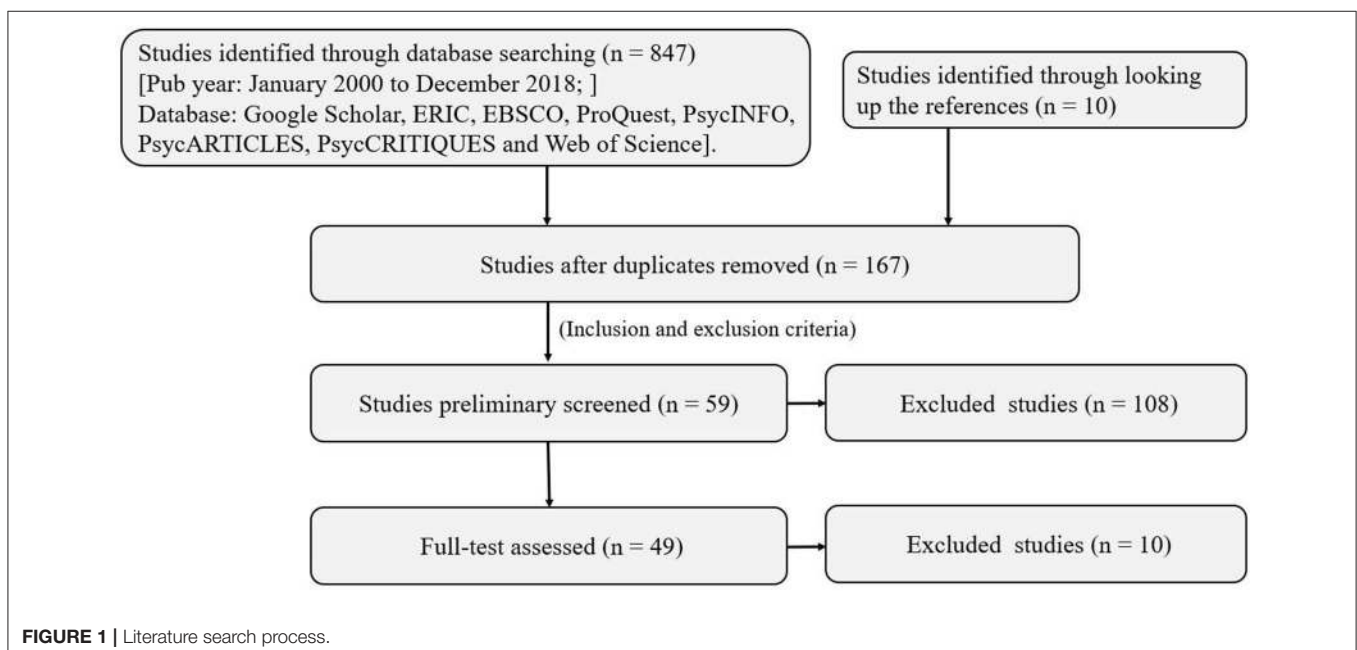 Studies identified through database searching (n = 847)
[Pub year: January 2000 to December 2018; ]
Database: Google Scholar, ERIC, EBSCO, ProQuest, PsycINFO,
PsycARTICLES, PsycCRITIQUES and Web of Science].
Studies identified through looking
up the references (n = 10)
Studies after duplicates removed (n = 167)
(Inclusion and exclusion criteria)
Studies preliminary screened (n = 59)
Excluded studies (n = 108)
Full-test assessed (n = 49)
Excluded studies (n = 10)
FIGURE 1 | Literature search process.